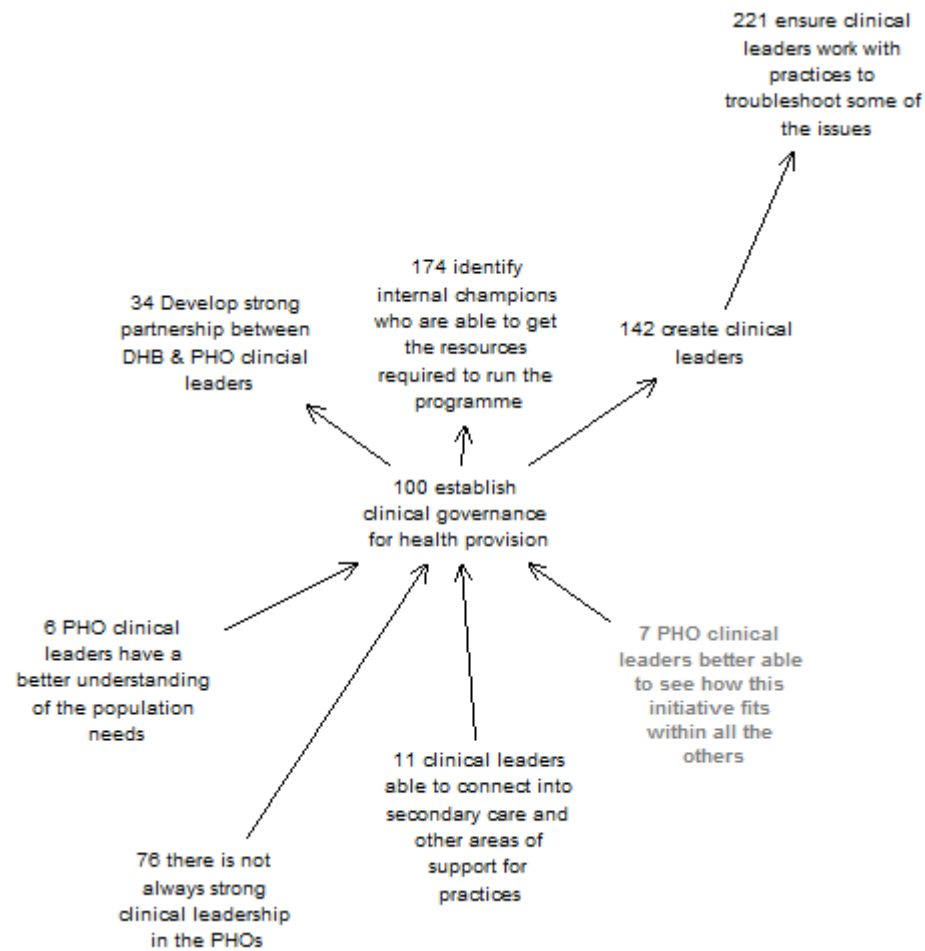 221 ensure clinical
leaders work with
practices to
troubleshoot some of
the issues
174 identify
internal champions
who are able to get
the resources
required to run the
programme
34 Develop strong
partnership between
DHB & PHO clincial
leaders
142 create clinical
leaders
100 establish
clinical governance
for health provision
6 PHO clinical
leaders have a
better understanding
of the population
needs
7 PHO clinical
leaders better able
to see how this
initiative fits
within all the
others
11 clinical leaders
able to connect into
secondary care and
other areas of
support for
practices
76 there is not
always strong
clinical leadership
in the PHOs